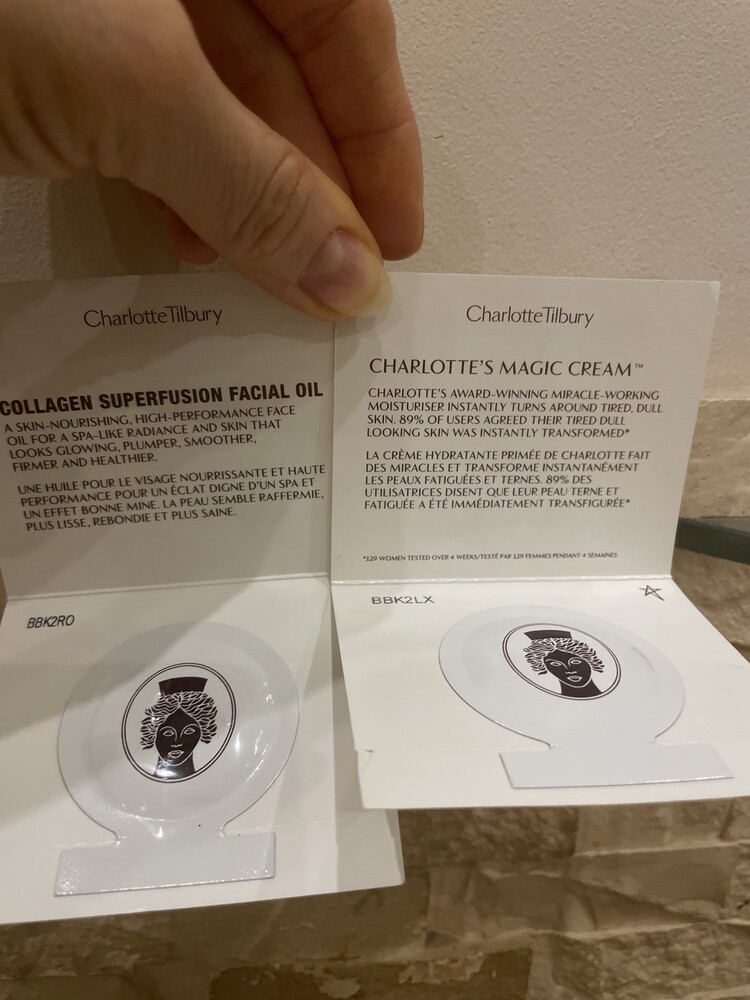 CharlotteTilbury
COLLAGEN SUPERFUSION FACIAL OIL
A SKIN-NOURISHING, HIGH-PERFORMANCE FACE
OIL FOR A SPA-LIKE RADIANCE AND SKIN THAT
LOOKS GLOWING, PLUMPER, SMOOTHER,
FIRMER AND HEALTHIER.
UNE HUILE POUR LE VISAGE NOURRISSANTE ET HAUTE
PERFORMANCE POUR UN ÉCLAT DIGNE D'UN SPA ET
UN EFFET BONNE MINE. LA PEAU SEMBLE RAFFERMIE,
PLUS LISSE, REBONDIE ET PLUS SAINE.
BBK2RO
CharlotteTilbury
CHARLOTTE'S MAGIC CREAM™
CHARLOTTE'S AWARD-WINNING MIRACLE-WORKING
MOISTURISER INSTANTLY TURNS AROUND TIRED, DULL
SKIN. 89% OF USERS AGREED THEIR TIRED DULL
LOOKING SKIN WAS INSTANTLY TRANSFORMED*
LA CRÈME HYDRATANTE PRIMÉE DE CHARLOTTE FAIT
DES MIRACLES ET TRANSFORME INSTANTANÉMENT
LES PEAUX FATIGUÉES ET TERNES. 89% DES
UTILISATRICES DISENT QUE LEUR PEAU TERNE ET
FATIGUÉE A ÉTÉ IMMÉDIATEMENT TRANSFIGURÉE*
*129 WOMEN TESTED OVER 4 WEEKS/TESTÉ PAR 129 FEMMES PENDANT 4 SEMAINES
BBK2LX